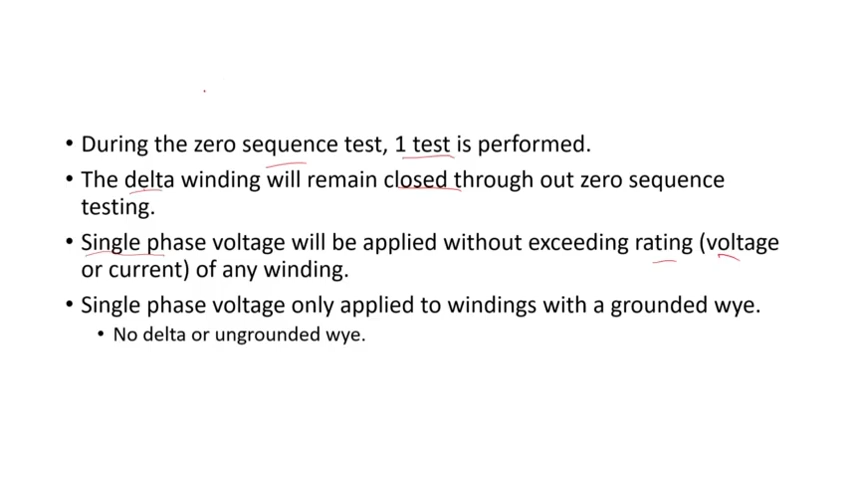 • During the zero sequence test, 1 test is performed.
• The delta winding will remain closed through out zero sequence
testing.
• Single phase voltage will be applied without exceeding rating (voltage
or current) of any winding.
• Single phase voltage only applied to windings with a grounded wye.
• No delta or ungrounded wye.